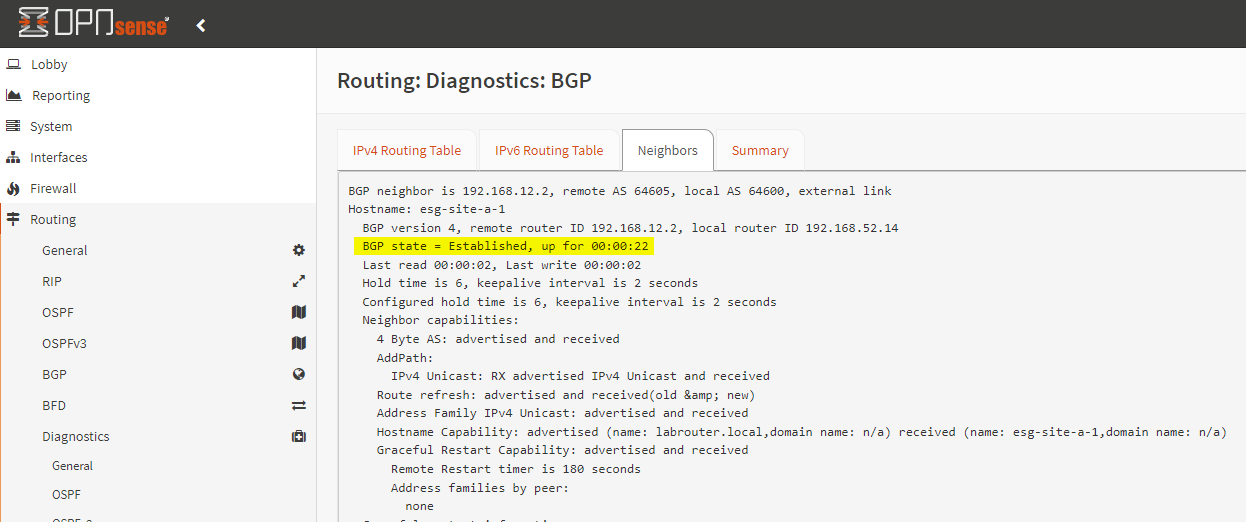 OPNsense
Lobby
Reporting
System
Interfaces
Firewall
Routing
General
RIP
OSPF
OSPFv3
BGP
BFD
Diagnostics
General
OSPF
Routing: Diagnostics: BGP
IPv4 Routing Table
IPv6 Routing Table
Neighbors
Summary
BGP neighbor is 192.168.12.2, remote AS 64605, local AS 64600, external link
Hostname: esg-site-a-1
BGP version 4, remote router ID 192.168.12.2, local router ID 192.168.52.14
BGP state = Established, up for 00:00:22
Last read 00:00:02, Last write 00:00:02
Hold time is 6, keepalive interval is 2 seconds
Configured hold time is 6, keepalive interval is 2 seconds
Neighbor capabilities:
4 Byte AS: advertised and received
AddPath:
IPv4 Unicast: RX advertised IPv4 Unicast and received
Route refresh: advertised and received(old &amp; new)
Address Family IPv4 Unicast: advertised and received
Hostname Capability: advertised (name: labrouter.local,domain name: n/a) received (name: esg-site-a-1,domain name: n/a)
Graceful Restart Capability: advertised and received
Remote Restart timer is 180 seconds
Address families by peer:
none